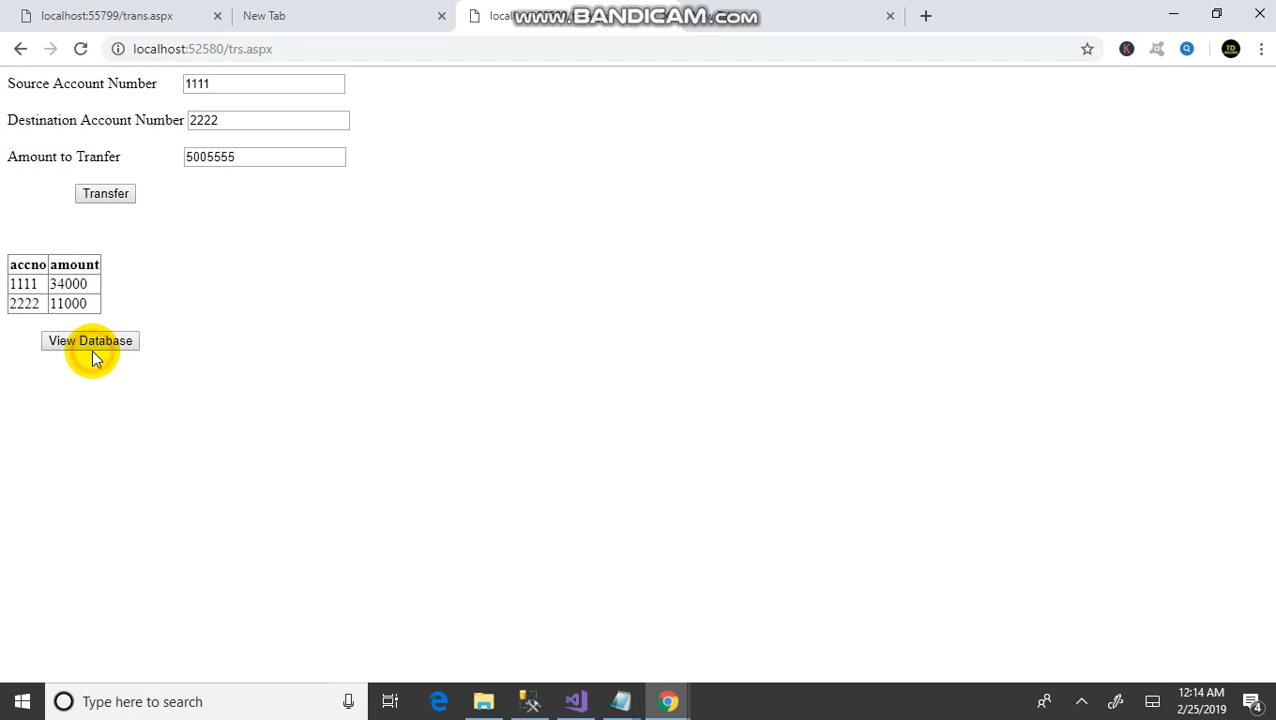 localhost:55799/trans.aspx
New Tab
www.BANDICAM.com
localhost:52580/trs.aspx
Source Account Number 1111
Destination Account Number 2222
Amount to Tranfer 5005555
Transfer
accno amount
1111 34000
2222 11000
View Database
Type here to search
12:14 AM
2/25/2019
4